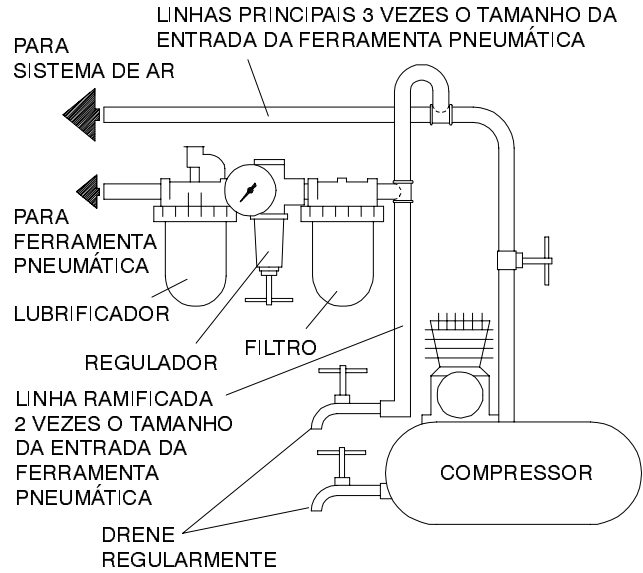 LINHAS PRINCIPAIS 3 VEZES O TAMANHO DA
ENTRADA DA FERRAMENTA PNEUMÁTICA
PARA
SISTEMA DE AR
PARA
FERRAMENTA
PNEUMÁTICA
LUBRIFICADOR
REGULADOR
FILTRO
LINHA RAMIFICADA
2 VEZES O TAMANHO
DA ENTRADA DA
FERRAMENTA
PNEUMÁTICA
COMPRESSOR
DRENE
REGULARMENTE